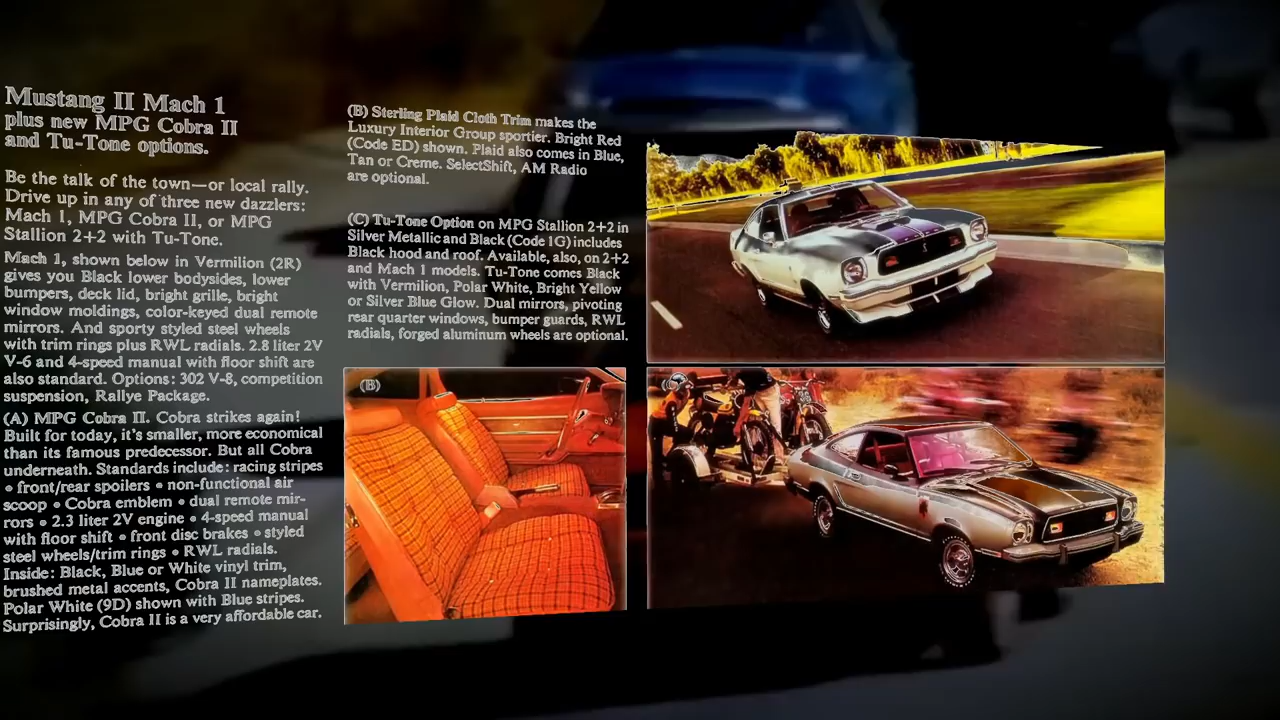 Mustang II Mach 1
plus new MPG Cobra II
and Tu-Tone options.
Be the talk of the town—or local rally.
Drive up in any of three new dazzlers:
Mach 1, MPG Cobra II, or MPG
Stallion 2+2 with Tu-Tone.
Mach 1, shown below in Vermilion (2R)
gives you Black lower bodysides, lower
bumpers, deck lid, bright grille, bright
window moldings, color-keyed dual remote
mirrors. And sporty styled steel wheels
with trim rings plus RWL radials. 2.8 liter 2V
V-6 and 4-speed manual with floor shift are
also standard. Options: 302 V-8, competition
suspension, Rallye Package.
(A) MPG Cobra II. Cobra strikes again!
Built for today, it's smaller, more economical
than its famous predecessor. But all Cobra
underneath. Standards include: racing stripes
• front/rear spoilers • non-functional air
scoop • Cobra emblem • dual remote mir-
rors • 2.3 liter 2V engine • 4-speed manual
with floor shift • front disc brakes • styled
steel wheels/trim rings • RWL radials.
Inside: Black, Blue or White vinyl trim,
brushed metal accents, Cobra II nameplates.
Polar White (9D) shown with Blue stripes.
Surprisingly, Cobra II is a very affordable car.
(B) Sterling Plaid Cloth Trim makes the
Luxury Interior Group sportier. Bright Red
(Code ED) shown. Plaid also comes in Blue,
Tan or Creme. SelectShift, AM Radio
are optional.
(C) Tu-Tone Option on MPG Stallion 2+2 in
Silver Metallic and Black (Code 1G) includes
Black hood and roof. Available, also, on 2+2
and Mach 1 models. Tu-Tone comes Black
with Vermilion, Polar White, Bright Yellow
or Silver Blue Glow. Dual mirrors, pivoting
rear quarter windows, bumper guards, RWL
radials, forged aluminum wheels are optional.
(B)